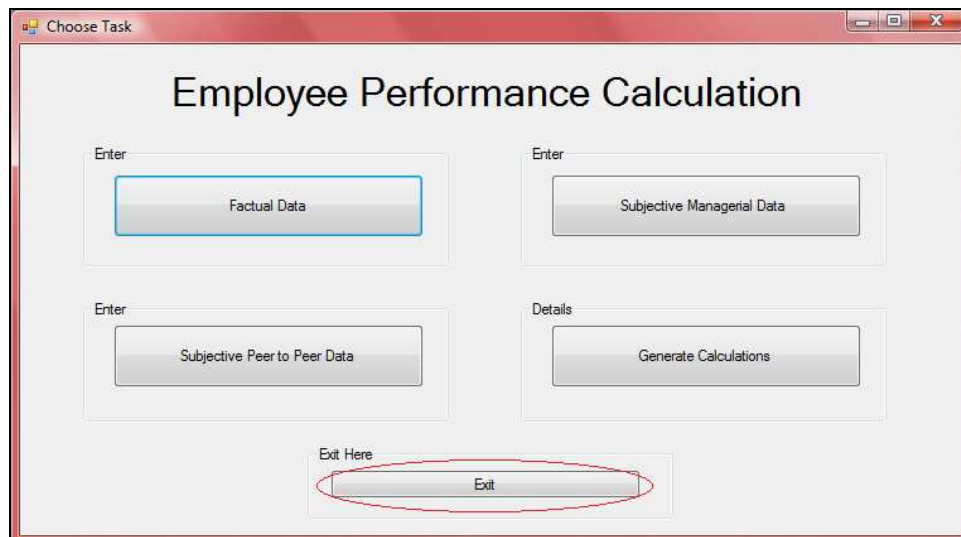 Choose Task
Employee Performance Calculation
Enter
Factual Data
Enter
Subjective Managerial Data
Enter
Subjective Peer to Peer Data
Details
Generate Calculations
Exit Here
Exit